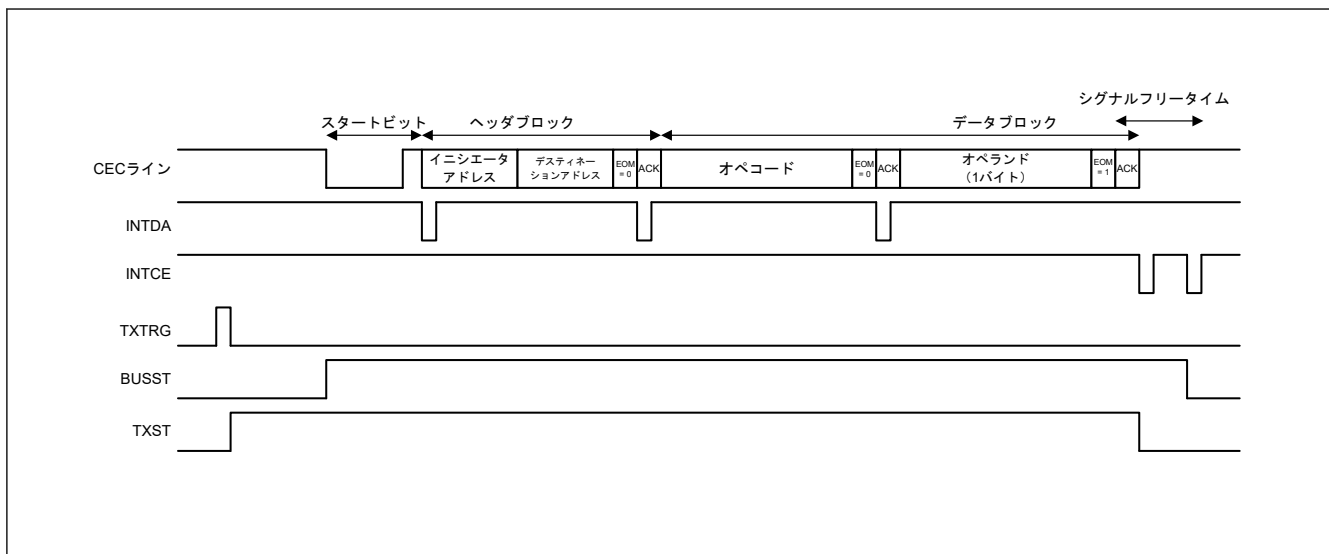 シグナルフリータイム
スタートビット
ヘッダブロック
データブロック
CECライン
イニシエータ
アドレス
デスティネー
ションアドレス
EOM
= 0
ACK
オペコード
EOM
= 0
ACK
オペランド
(1バイト)
EOM
= 1
ACK
INTDA
INTCE
TXTRG
BUSST
TXST